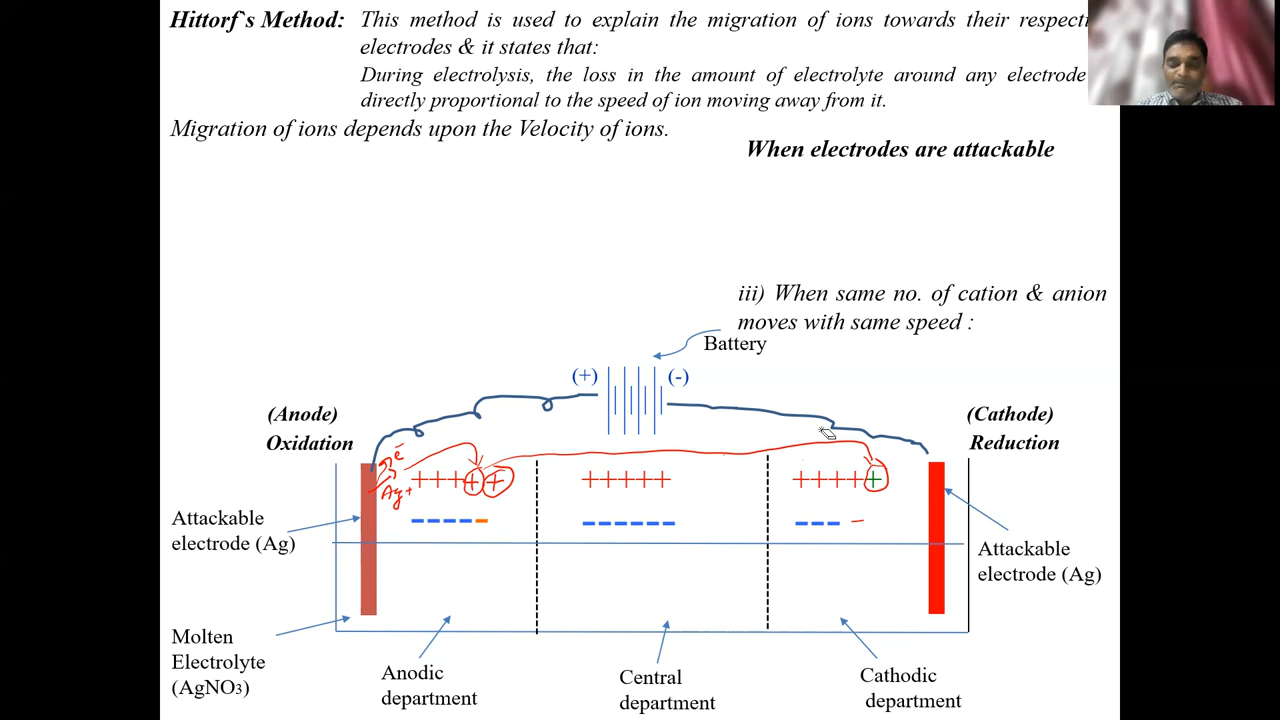 Hittorf`s Method: This method is used to explain the migration of ions towards their respecti
electrodes & it states that:
During electrolysis, the loss in the amount of electrolyte around any electrode
directly proportional to the speed of ion moving away from it.
Migration of ions depends upon the Velocity of ions.
When electrodes are attackable
iii) When same no. of cation & anion
moves with same speed :
Battery
(+) (-)
(Anode)
Oxidation
(Cathode)
Reduction
e-
Ag+
+++++ +++++ +++++
----- ------ --- -
Attackable
electrode (Ag)
Attackable
electrode (Ag)
Molten
Electrolyte
(AgNO3)
Anodic
department
Central
department
Cathodic
department